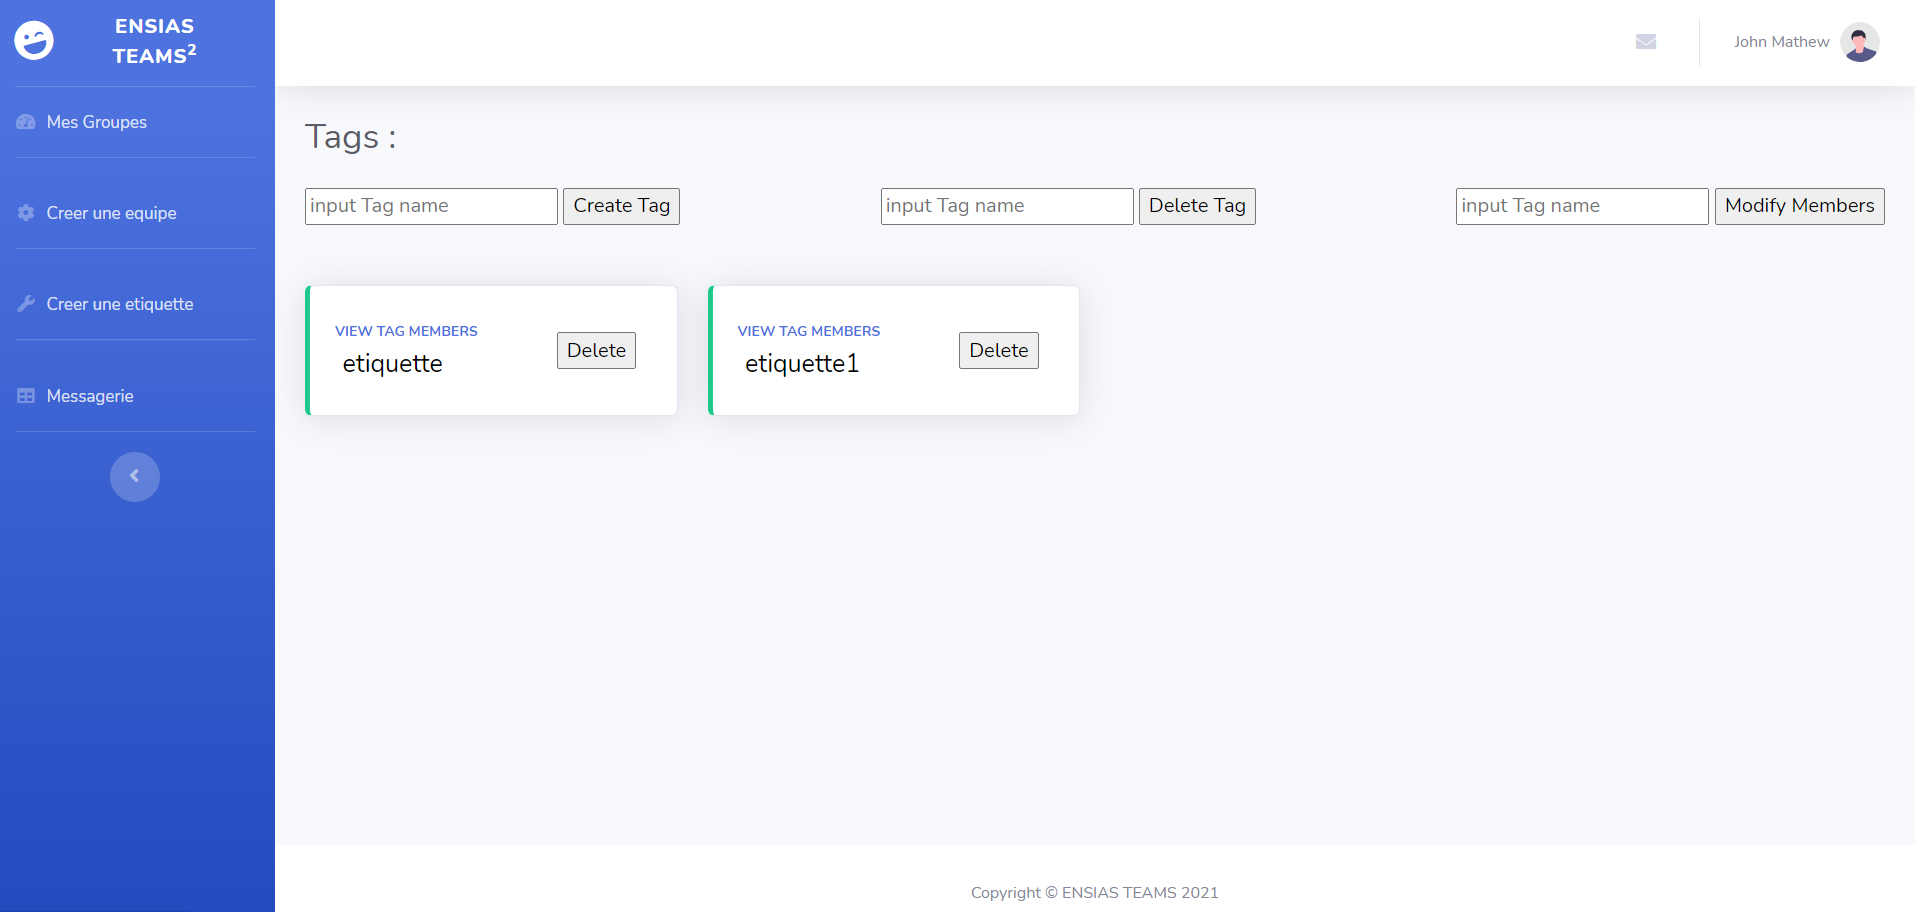 ENSIAS
TEAMS²
Mes Groupes
Creer une equipe
Creer une etiquette
Messagerie
John Mathew
Tags :
input Tag name Create Tag input Tag name Delete Tag input Tag name Modify Members
VIEW TAG MEMBERS
etiquette
Delete
VIEW TAG MEMBERS
etiquette1
Delete
Copyright © ENSIAS TEAMS 2021